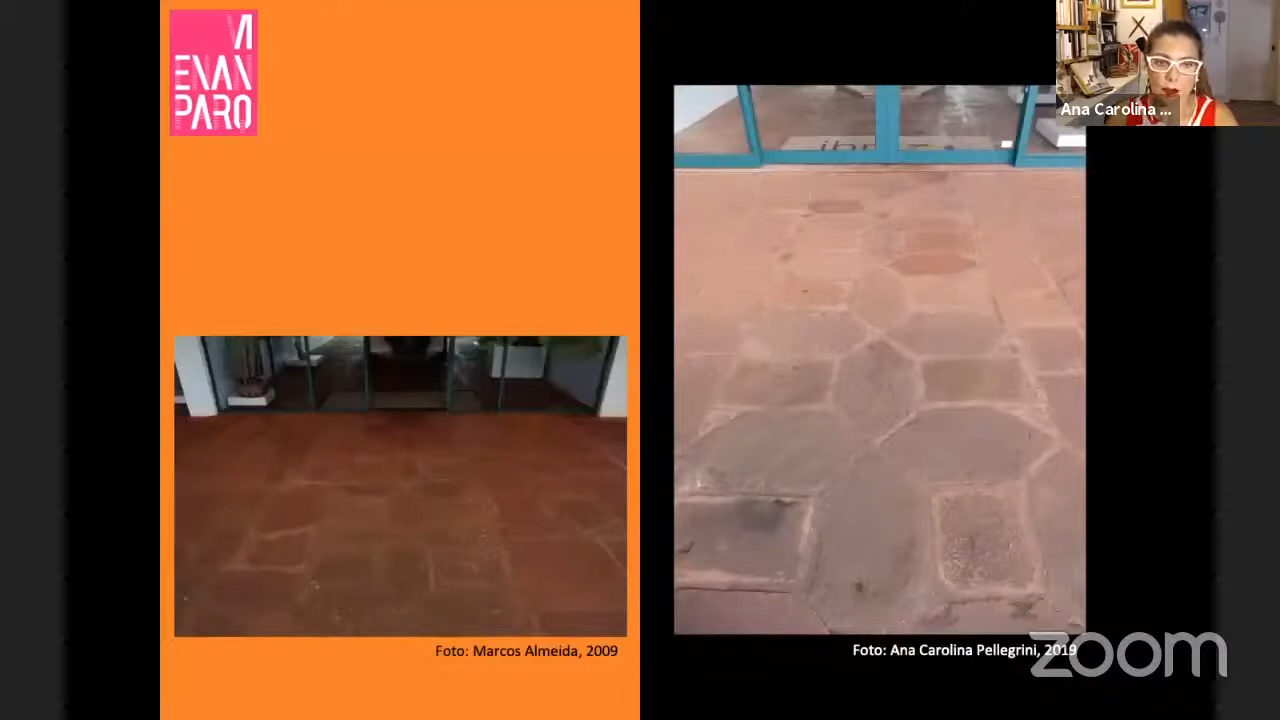 VI
ENAN
PARQ
Ana Carolina ...
Foto: Marcos Almeida, 2009
Foto: Ana Carolina Pellegrini, 2019
zoom